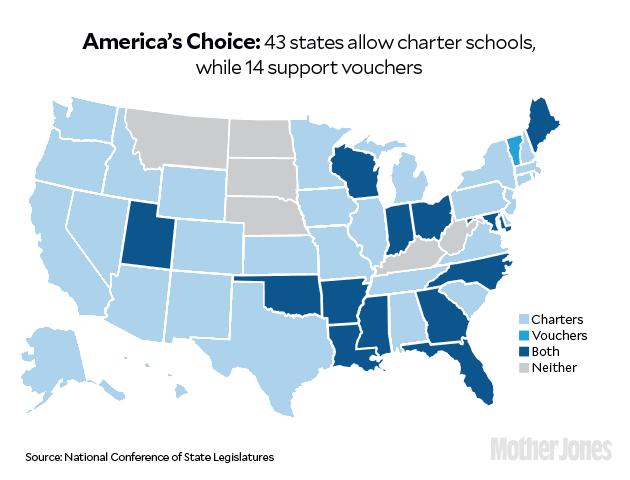 America's Choice: 43 states allow charter schools,
while 14 support vouchers
Charters
Vouchers
Both
Neither
Source: National Conference of State Legislatures
Mother Jones